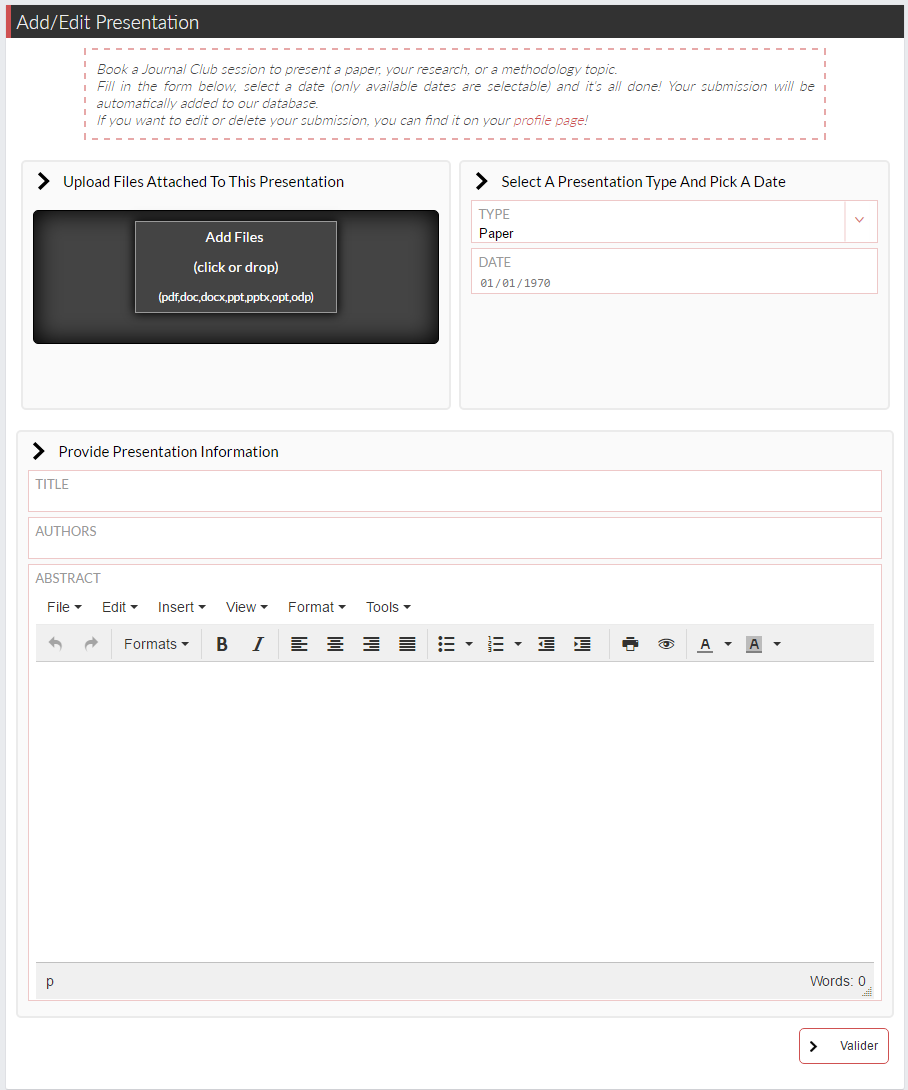 Add/Edit Presentation
Book a Journal Club session to present a paper, your research, or a methodology topic.
Fill in the form below, select a date (only available dates are selectable) and it's all done! Your submission will be
automatically added to our database.
If you want to edit or delete your submission, you can find it on your profile page!
Upload Files Attached To This Presentation
Add Files
(click or drop)
(pdf,doc,docx,ppt,pptx,opt,odp)
Select A Presentation Type And Pick A Date
TYPE
Paper
DATE
01/01/1970
Provide Presentation Information
TITLE
AUTHORS
ABSTRACT
File Edit Insert View Format Tools
Formats B I A A
p Words: 0
Valider